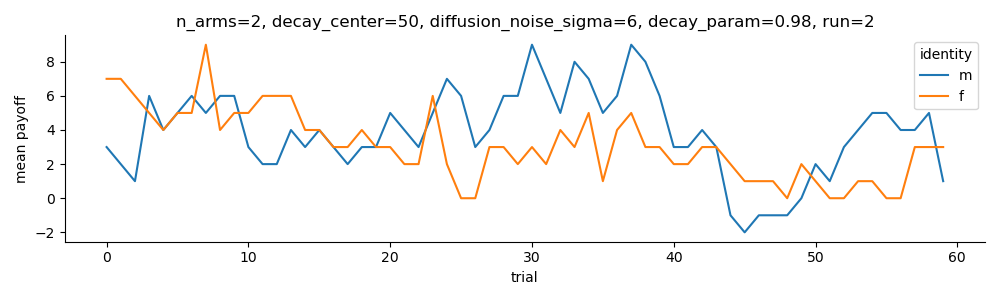 n_arms=2, decay_center=50, diffusion_noise_sigma=6, decay_param=0.98, run=2
identity
m
f
mean payoff
8
6
4
2
0
−2
0 10 20 30 40 50 60
trial